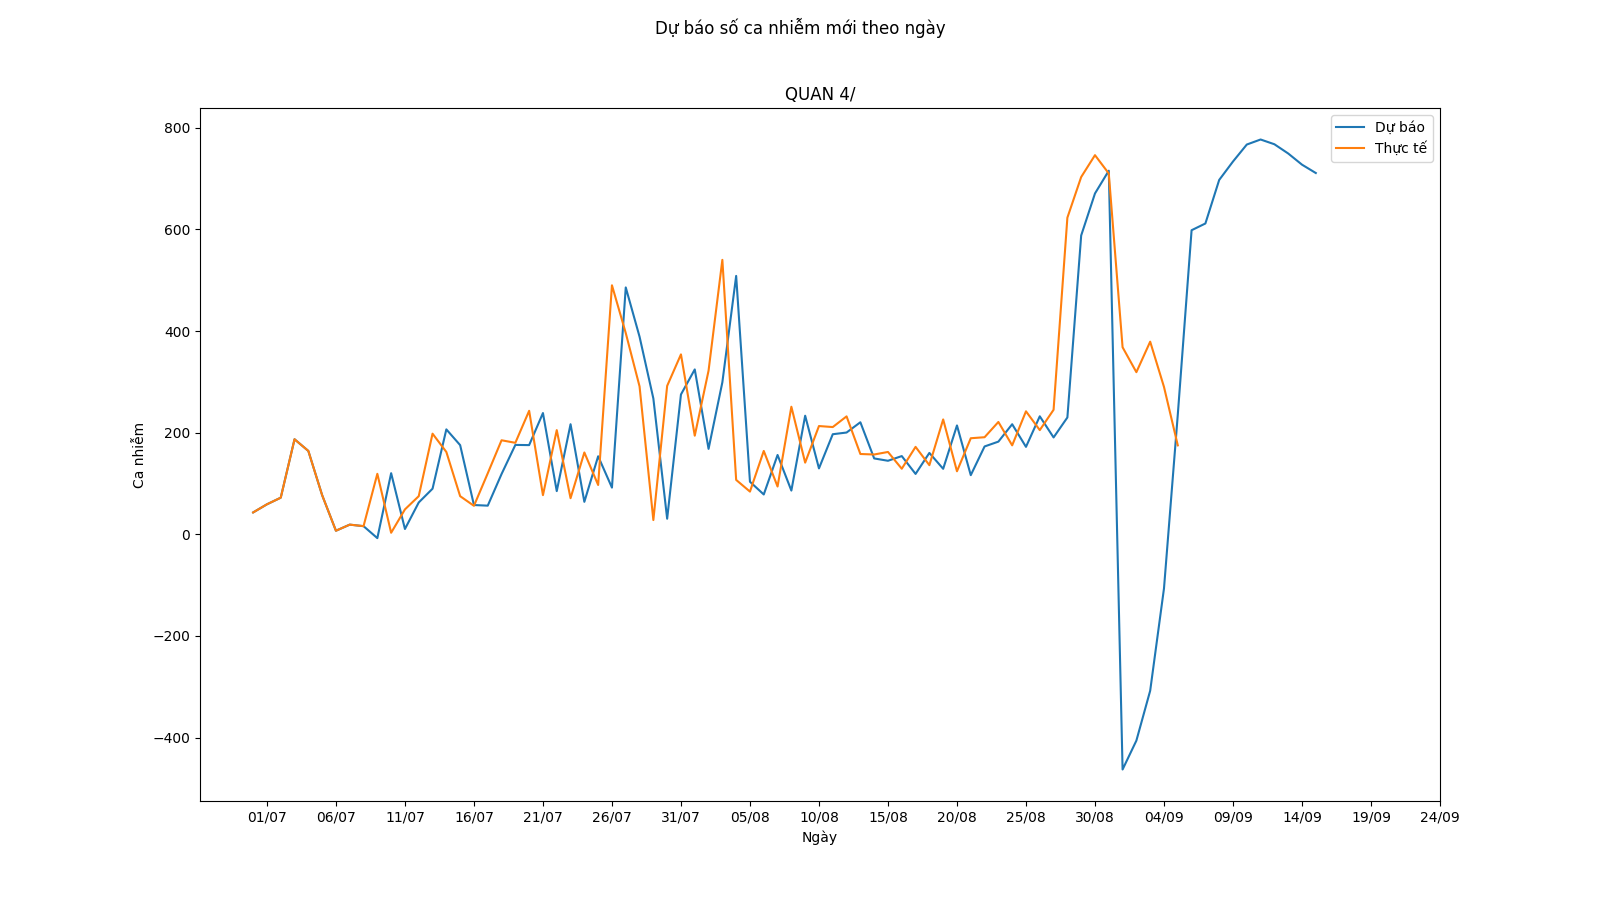 Dự báo số ca nhiễm mới theo ngày
QUAN 4/
Dự báo
Thực tế
800
600
400
200
0
−200
−400
Ca nhiễm
01/07 06/07 11/07 16/07 21/07 26/07 31/07 05/08 10/08 15/08 20/08 25/08 30/08 04/09 09/09 14/09 19/09 24/09
Ngày